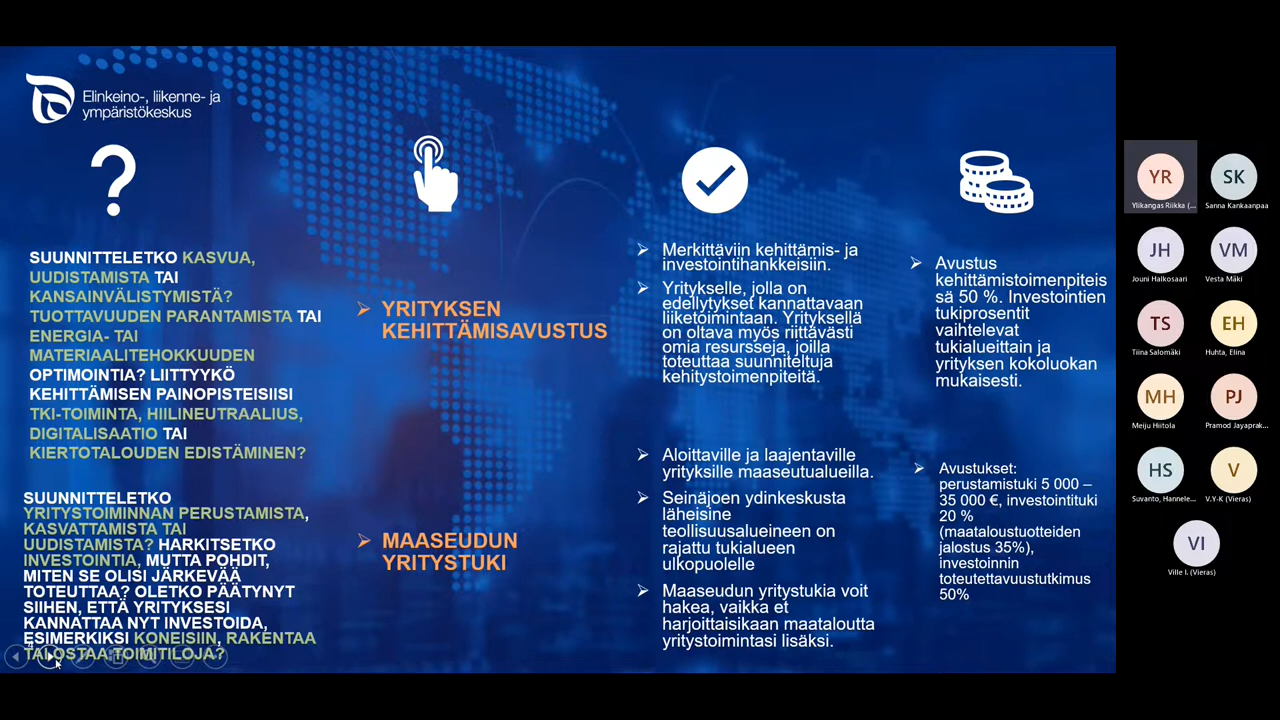 Elinkeino-, liikenne- ja
ympäristökeskus
SUUNNITTELETKO KASVUA,
UUDISTAMISTA TAI
KANSAINVÄLISTYMISTÄ?
TUOTTAVUUDEN PARANTAMISTA TAI
ENERGIA- TAI
MATERIAALITEHOKKUUDEN
OPTIMOINTIA? LIITTYYKÖ
KEHITTÄMISEN PAINOPISTEISIISI
TKI-TOIMINTA, HIILINEUTRAALIUS,
DIGITALISAATIO TAI
KIERTOTALOUDEN EDISTÄMINEN?
➢ YRITYKSEN
KEHITTÄMISAVUSTUS
➢ Merkittäviin kehittämis- ja
investointihankkeisiin.
➢ Yritykselle, jolla on
edellytykset kannattavaan
liiketoimintaan. Yrityksellä
on oltava myös riittävästi
omia resursseja, joilla
toteuttaa suunniteltuja
kehitystoimenpiteitä.
➢ Avustus
kehittämistoimenpiteis
sä 50 %. Investointien
tukiprosentit
vaihtelevat
tukialueittain ja
yrityksen kokoluokan
mukaisesti.
SUUNNITTELETKO
YRITYSTOIMINNAN PERUSTAMISTA,
KASVATTAMISTA TAI
UUDISTAMISTA? HARKITSETKO
INVESTOINTIA, MUTTA POHDIT,
MITEN SE OLISI JÄRKEVÄÄ
TOTEUTTAA? OLETKO PÄÄTYNYT
SIIHEN, ETTÄ YRITYKSESI
KANNATTAA NYT INVESTOIDA,
ESIMERKIKSI KONEISIIN, RAKENTAA
TAI OSTAA TOIMITILOJA?
➢ MAASEUDUN
YRITYSTUKI
➢ Aloittaville ja laajentaville
yrityksille maaseutualueilla.
➢ Seinäjoen ydinkeskusta
läheisine
teollisuusalueineen on
rajattu tukialueen
ulkopuolelle
➢ Maaseudun yritystukia voit
hakea, vaikka et
harjoittaisikaan maataloutta
yritystoimintasi lisäksi.
➢ Avustukset:
perustamistuki 5 000 –
35 000 €, investointituki
20 %
(maataloustuotteiden
jalostus 35%),
investoinnin
toteutettavuustutkimus
50%
YR
Ylikangas Riikka (...
SK
Sanna Kankaanpaa
JH
Jouni Halkosaari
VM
Vesta Mäki
TS
Tiina Salomäki
EH
Huhta, Elina
MH
Meiju Hiitola
PJ
Pramod Jayaprak...
HS
Suvanto, Hannele...
V
V.Y-K (Vieras)
VI
Ville I. (Vieras)